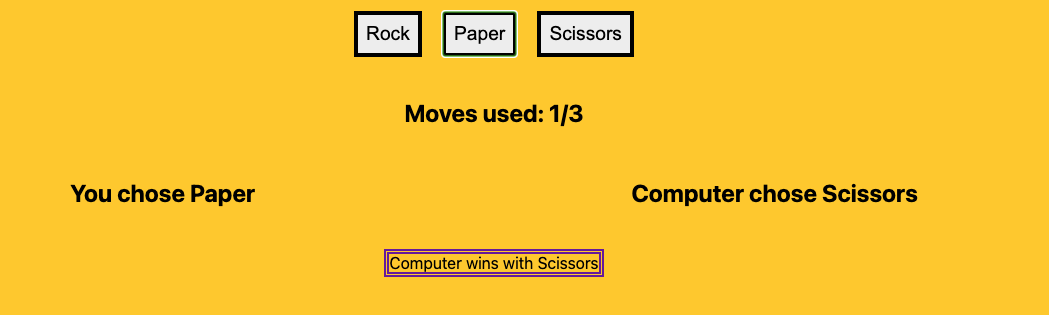 Rock Paper Scissors
Moves used: 1/3
You chose Paper Computer chose Scissors
Computer wins with Scissors